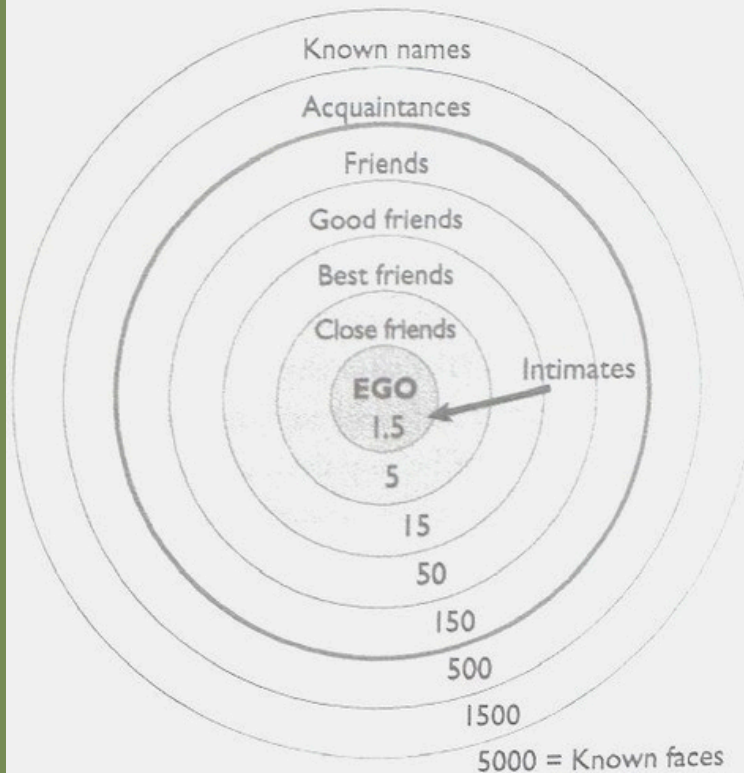 Known names
Acquaintances
Friends
Good friends
Best friends
Close friends
Intimates
EGO
1.5
5
15
50
150
500
1500
5000 = Known faces